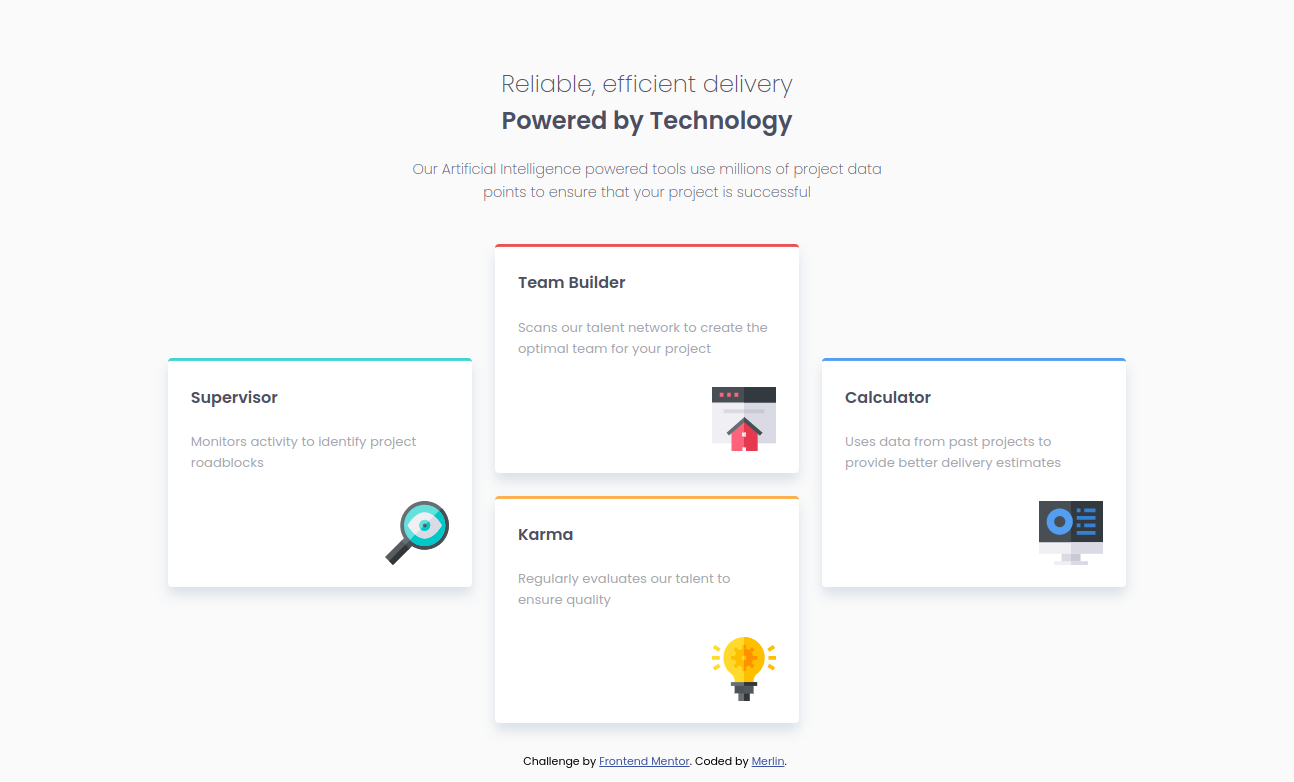 Reliable, efficient delivery
Powered by Technology
Our Artificial Intelligence powered tools use millions of project data
points to ensure that your project is successful
Supervisor
Monitors activity to identify project
roadblocks
Team Builder
Scans our talent network to create the
optimal team for your project
Karma
Regularly evaluates our talent to
ensure quality
Calculator
Uses data from past projects to
provide better delivery estimates
Challenge by Frontend Mentor. Coded by Merlin.